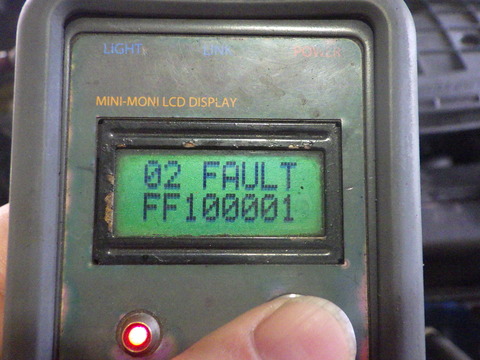 LIGHT LINK POWER
MINI-MONI LCD DISPLAY
02 FAULT
FF100001